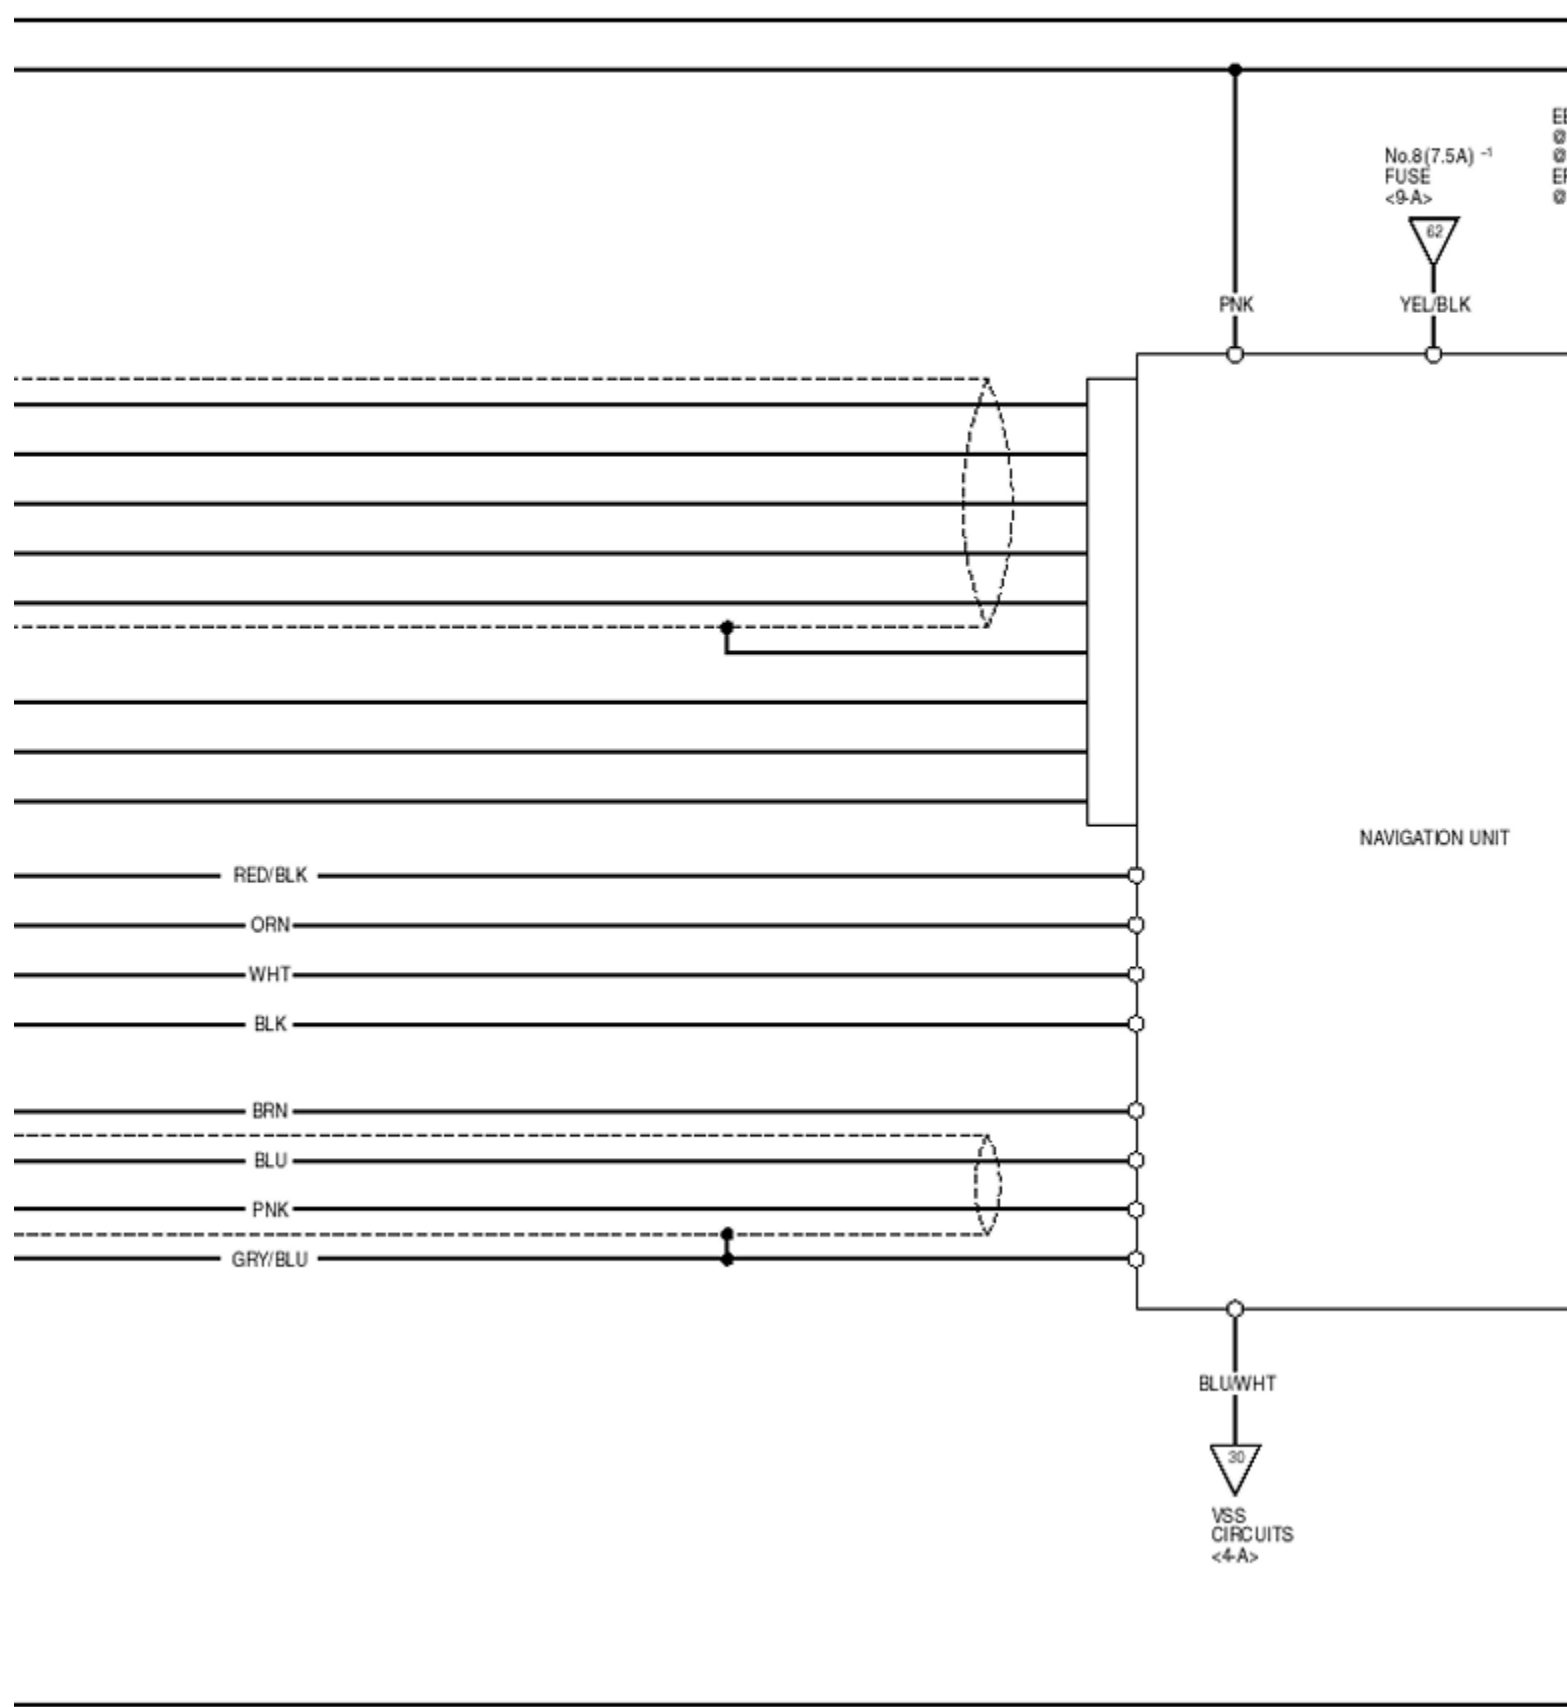 No.8(7.5A) –1
FUSE
<9-A>
62
PNK
YEL/BLK
NAVIGATION UNIT
RED/BLK
ORN
WHT
BLK
BRN
BLU
PNK
GRY/BLU
BLU/WHT
30
VSS
CIRCUITS
<4-A>